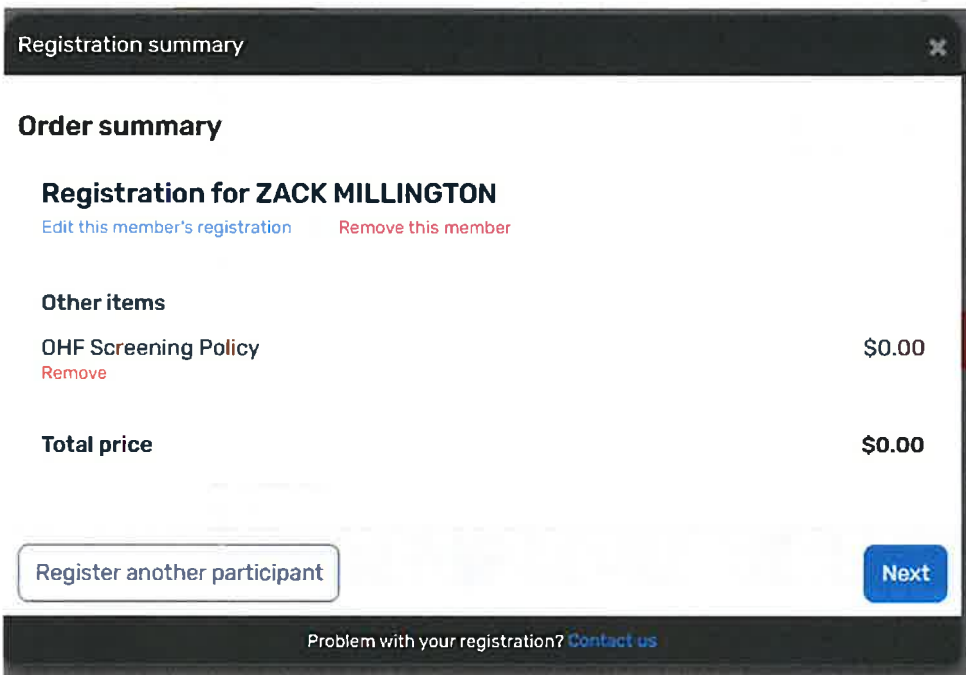 Registration summary
Order summary
Registration for ZACK MILLINGTON
Edit this member's registration Remove this member
Other items
OHF Screening Policy $0.00
Remove
Total price $0.00
Register another participant Next
Problem with your registration? Contact us